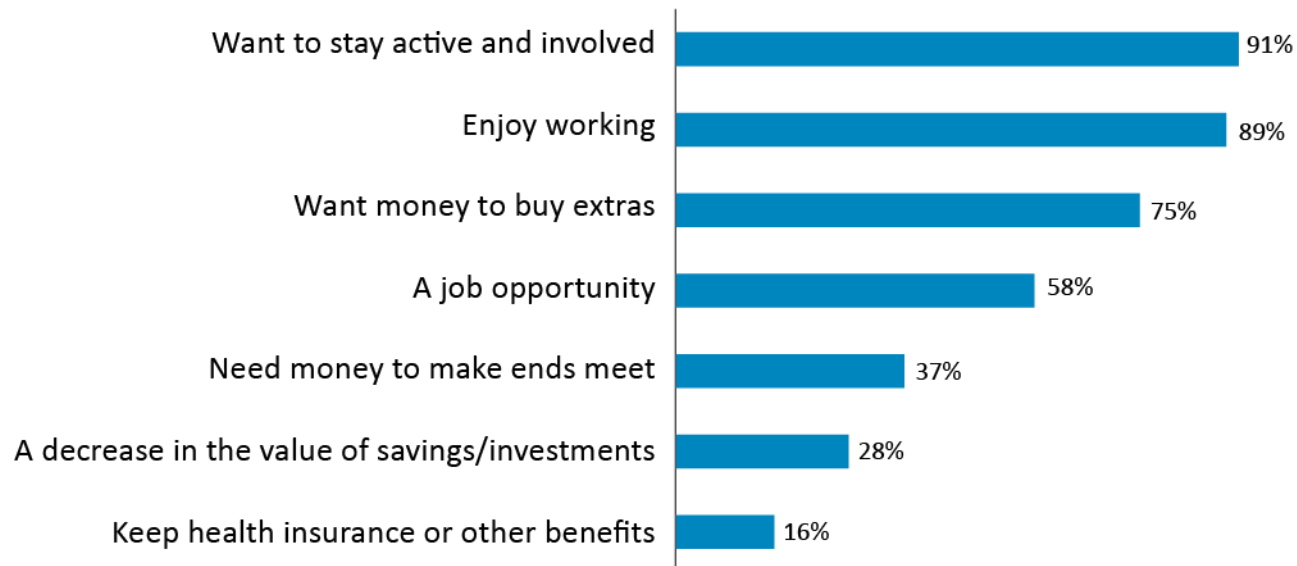 Want to stay active and involved 91%
Enjoy working 89%
Want money to buy extras 75%
A job opportunity 58%
Need money to make ends meet 37%
A decrease in the value of savings/investments 28%
Keep health insurance or other benefits 16%